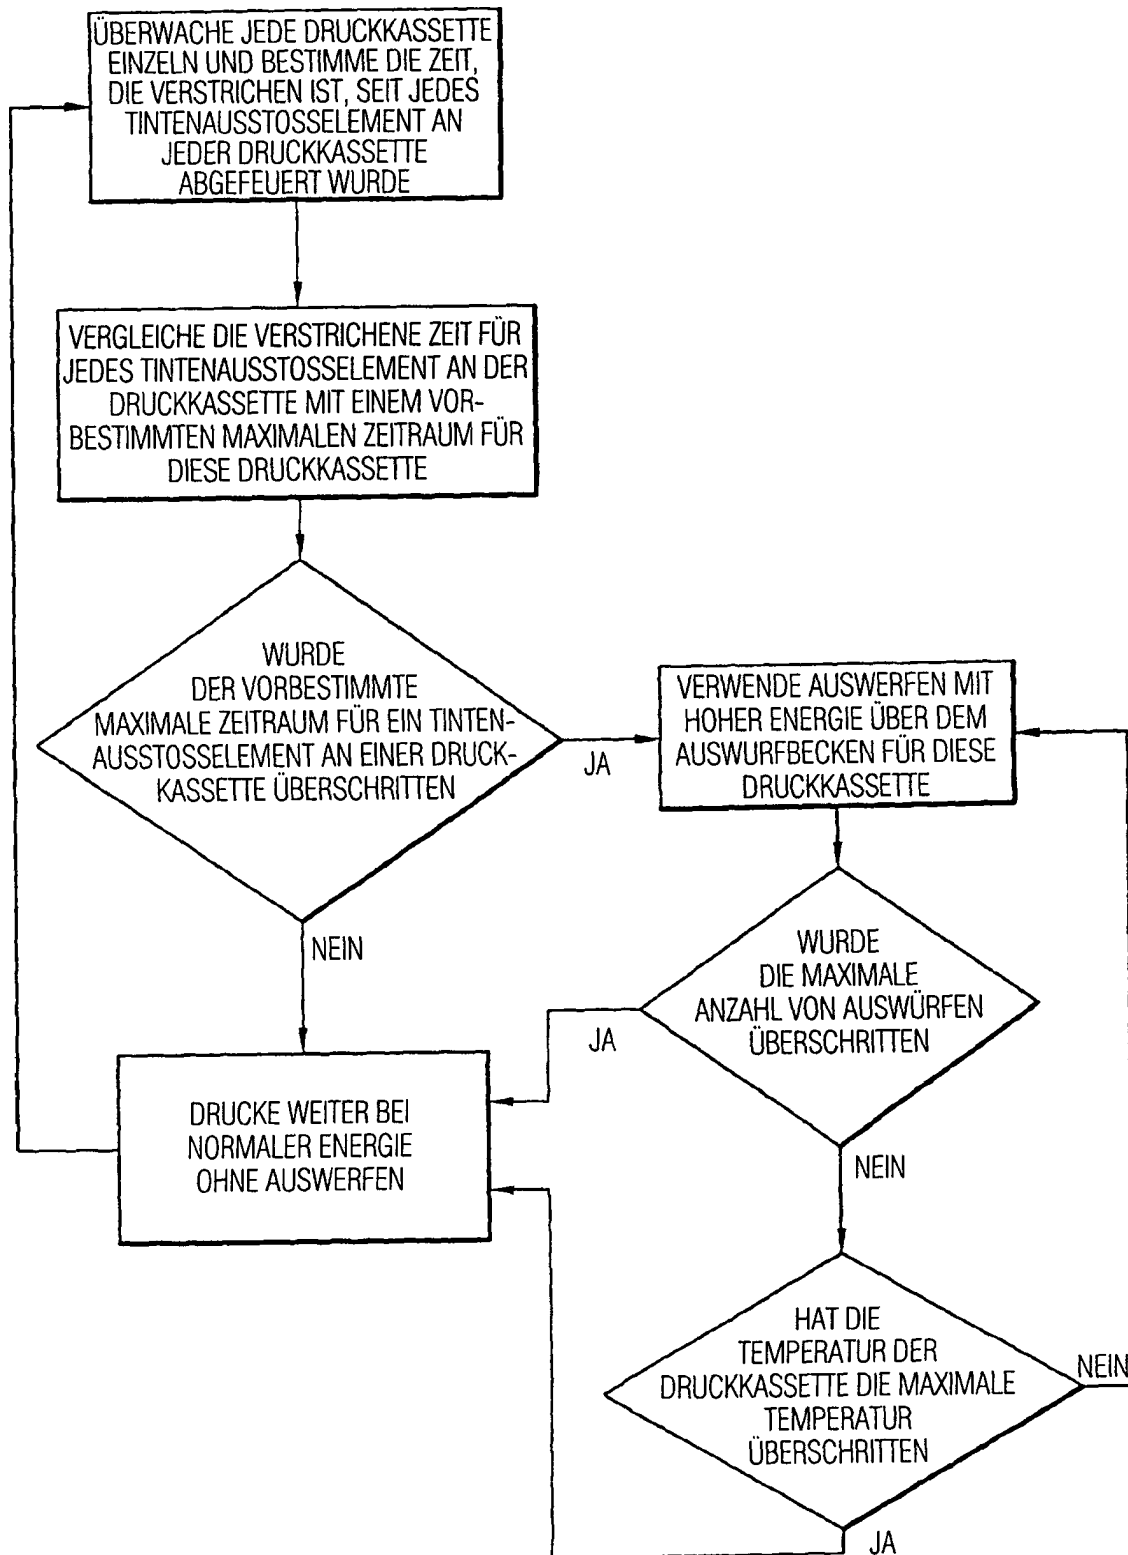 ÜBERWACHE JEDE DRUCKKASSETTE
EINZELN UND BESTIMME DIE ZEIT,
DIE VERSTRICHEN IST, SEIT JEDES
TINTENAUSSTOSSELEMENT AN
JEDER DRUCKKASSETTE
ABGEFEUERT WURDE
VERGLEICHE DIE VERSTRICHENE ZEIT FÜR
JEDES TINTENAUSSTOSSELEMENT AN DER
DRUCKKASSETTE MIT EINEM VOR-
BESTIMMTEN MAXIMALEN ZEITRAUM FÜR
DIESE DRUCKKASSETTE
WURDE
DER VORBESTIMMTE
MAXIMALE ZEITRAUM FÜR EIN TINTEN-
AUSSTOSSELEMENT AN EINER DRUCK-
KASSETTE ÜBERSCHRITTEN
JA
NEIN
VERWENDE AUSWERFEN MIT
HOHER ENERGIE ÜBER DEM
AUSWURFBECKEN FÜR DIESE
DRUCKKASSETTE
WURDE
DIE MAXIMALE
ANZAHL VON AUSWÜRFEN
ÜBERSCHRITTEN
JA
NEIN
DRUCKE WEITER BEI
NORMALER ENERGIE
OHNE AUSWERFEN
HAT DIE
TEMPERATUR DER
DRUCKKASSETTE DIE MAXIMALE
TEMPERATUR
ÜBERSCHRITTEN
NEIN
JA